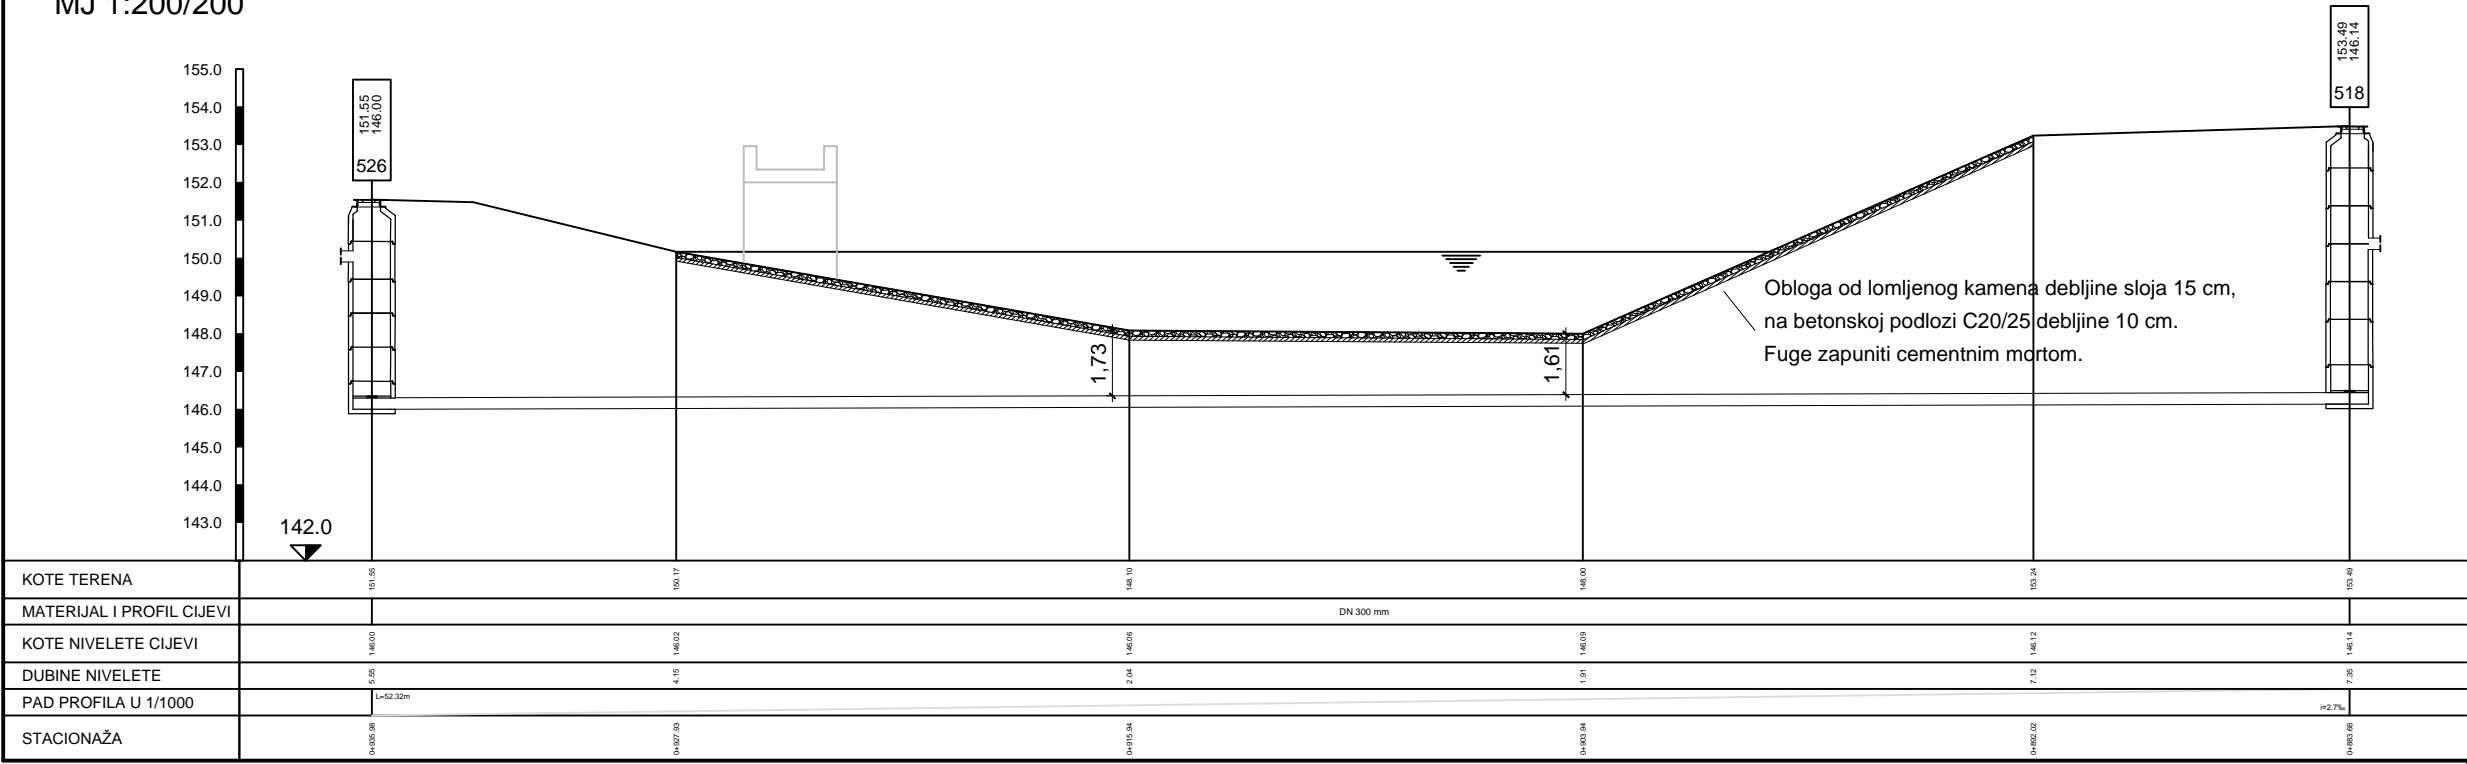 MJ 1:200/200
155.0
154.0
153.0
152.0
151.0
150.0
149.0
148.0
147.0
146.0
145.0
144.0
143.0
142.0
151.55
146.00
526
153.49
146.14
518
1,73
1,61
Obloga od lomljenog kamena debljine sloja 15 cm,
na betonskoj podlozi C20/25 debljine 10 cm.
Fuge zapuniti cementnim mortom.
KOTE TERENA 151.55 150.17 148.10 148.00 153.24 153.49
MATERIJAL I PROFIL CIJEVI DN 300 mm
KOTE NIVELETE CIJEVI 146.00 146.02 146.06 146.09 146.12 146.14
DUBINE NIVELETE 5.55 4.15 2.04 1.91 7.12 7.35
PAD PROFILA U 1/1000 L=52.32m i=2.7‰
STACIONAŽA 0+935.98 0+927.93 0+915.94 0+903.94 0+892.02 0+883.66